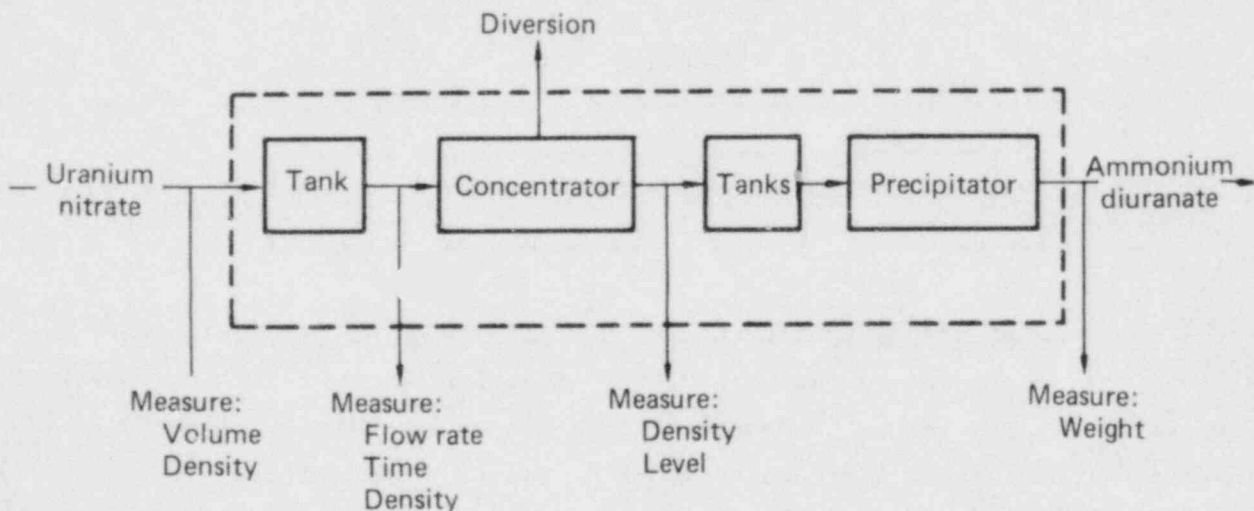 Diversion
Uranium
nitrate
Tank
Concentrator
Tanks
Precipitator
Ammonium
diuranate
Measure:
Volume
Density
Measure:
Flow rate
Time
Density
Measure:
Density
Level
Measure:
Weight